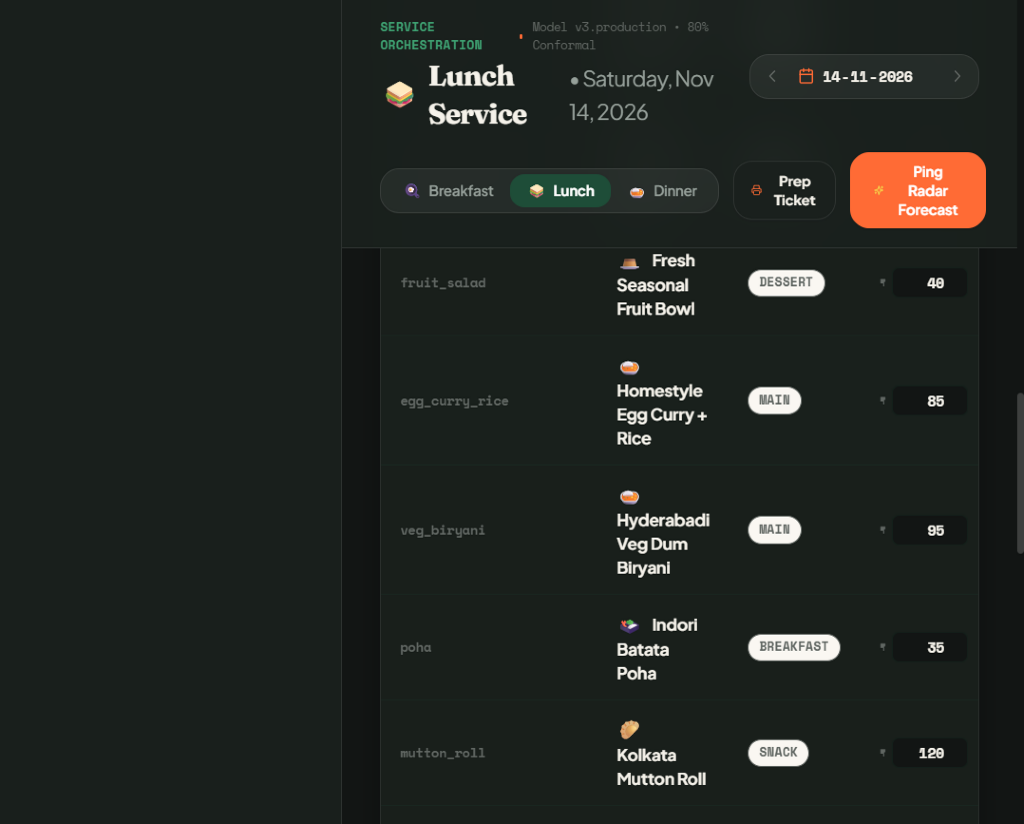 SERVICE
ORCHESTRATION
Model v3.production • 80%
Conformal
Lunch
Service
• Saturday, Nov
14, 2026
14-11-2026
Breakfast
Lunch
Dinner
Prep
Ticket
Ping
Radar
Forecast
fruit_salad
Fresh
Seasonal
Fruit Bowl
DESSERT
₹ 40
egg_curry_rice
Homestyle
Egg Curry +
Rice
MAIN
₹ 85
veg_biryani
Hyderabadi
Veg Dum
Biryani
MAIN
₹ 95
poha
Indori
Batata
Poha
BREAKFAST
₹ 35
mutton_roll
Kolkata
Mutton Roll
SNACK
₹ 120